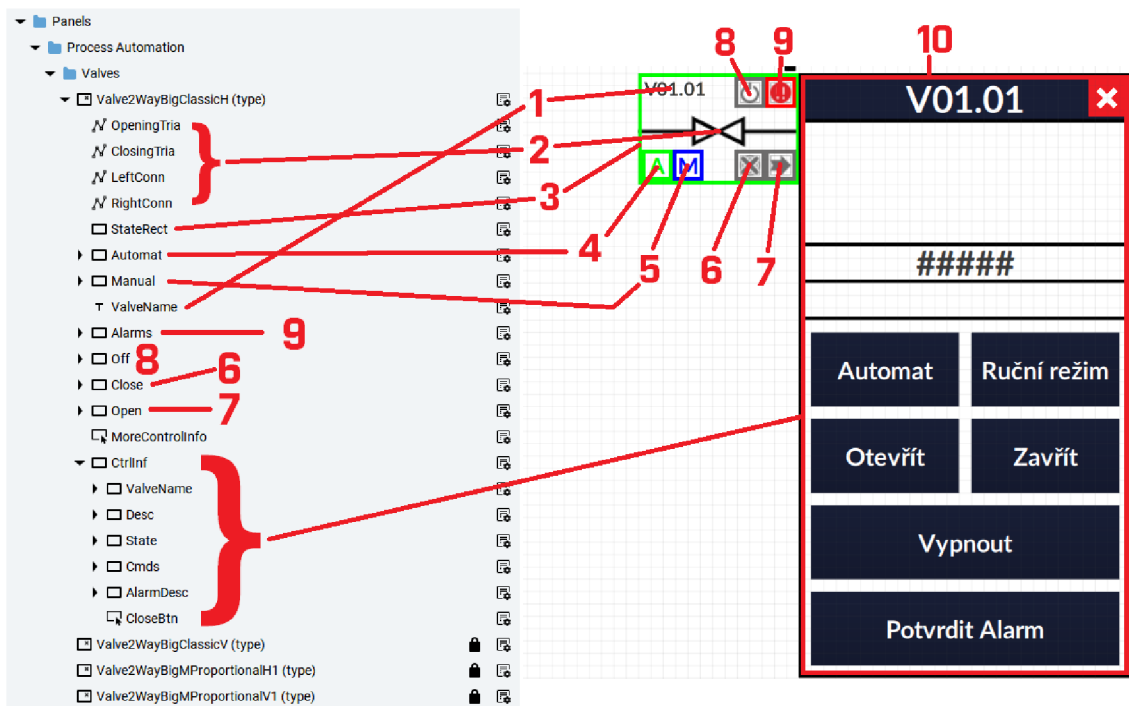 Panels
Process Automation
Valves
Valve2WayBigClassicH (type)
OpeningTria
ClosingTria
LeftConn
RightConn
StateRect
Automat
Manual
ValveName
Alarms
Off
Close
Open
MoreControlInfo
CtrlInf
ValveName
Desc
State
Cmds
AlarmDesc
CloseBtn
Valve2WayBigClassicV (type)
Valve2WayBigMProportionalH1 (type)
Valve2WayBigMProportionalV1 (type)
1
2
3
4
5
6
7
8
9
10
9
8
6
7
V01.01
A M
V01.01
#####
Automat
Ruční režim
Otevřít
Zavřít
Vypnout
Potvrdit Alarm